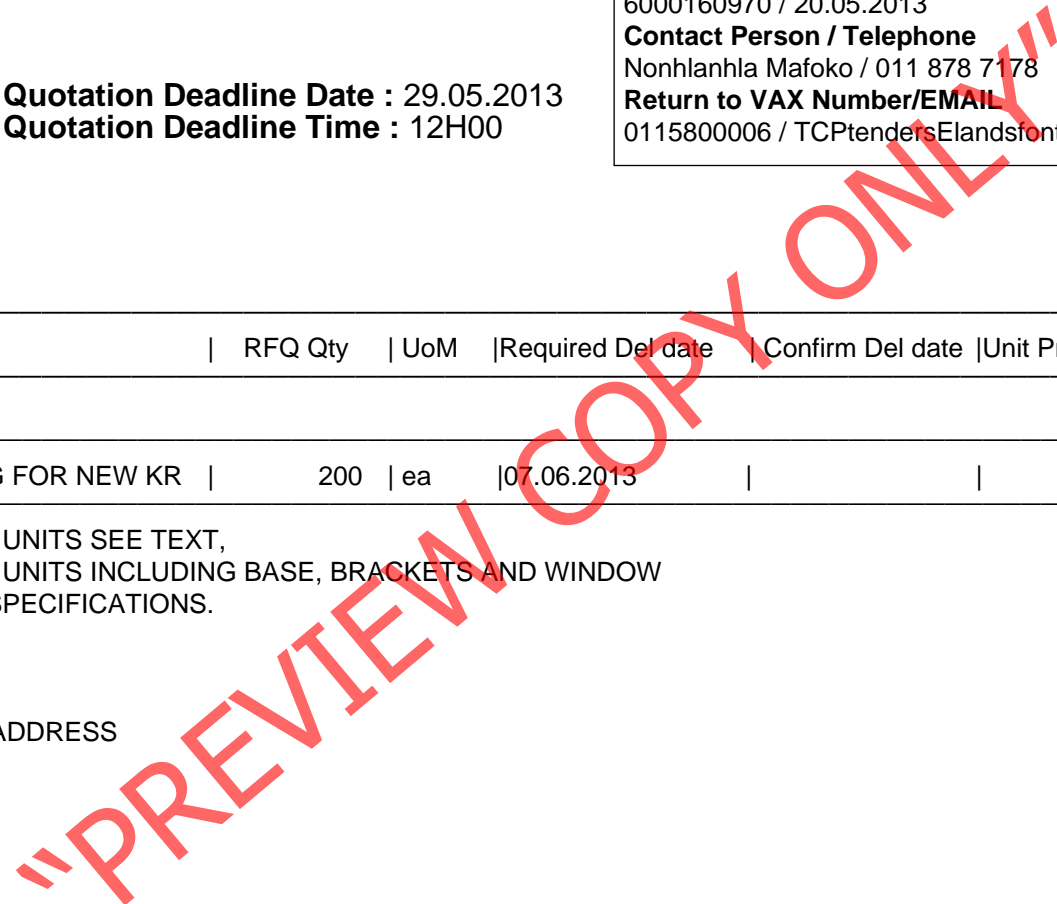 6000160970 / 20.05.2013
Contact Person / Telephone
Nonhlanhla Mafoko / 011 878 7178
Return to VAX Number/EMAIL
0115800006 / TCPtendersElandsfont
Quotation Deadline Date : 29.05.2013
Quotation Deadline Time : 12H00
| RFQ Qty | UoM |Required Del date | Confirm Del date |Unit Pr
G FOR NEW KR | 200 | ea |07.06.2013 | |
UNITS SEE TEXT,
UNITS INCLUDING BASE, BRACKETS AND WINDOW
SPECIFICATIONS.
ADDRESS
"PREVIEW COPY ONLY"